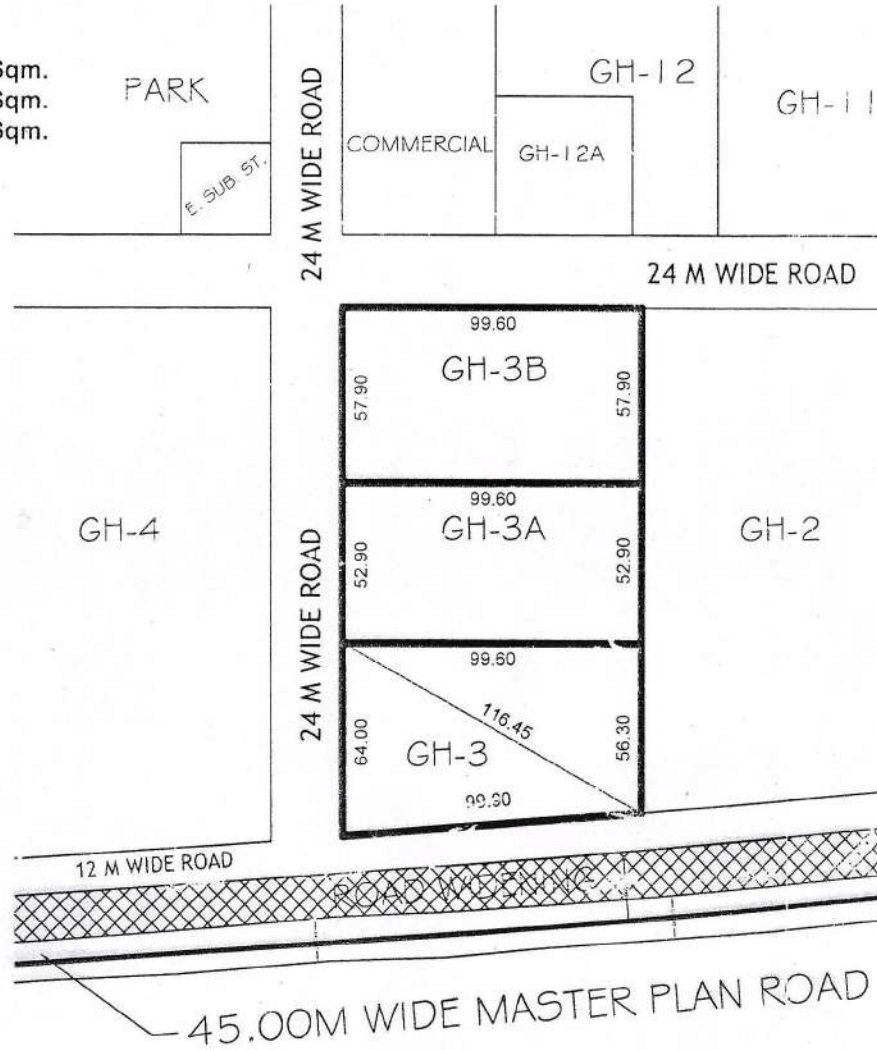 Sqm.
Sqm.
Sqm.
PARK
E. SUB. ST.
24 M WIDE ROAD
COMMERCIAL
GH-12
GH-12A
GH-11
24 M WIDE ROAD
99.60
GH-3B
57.90
57.90
GH-4
24 M WIDE ROAD
99.60
GH-3A
52.90
52.90
GH-2
99.60
116.45
64.00
56.30
GH-3
99.90
12 M WIDE ROAD
ROAD WIDENING
45.00M WIDE MASTER PLAN ROAD